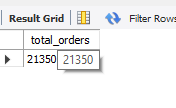 Result Grid Filter Rows
total_orders
21350 21350